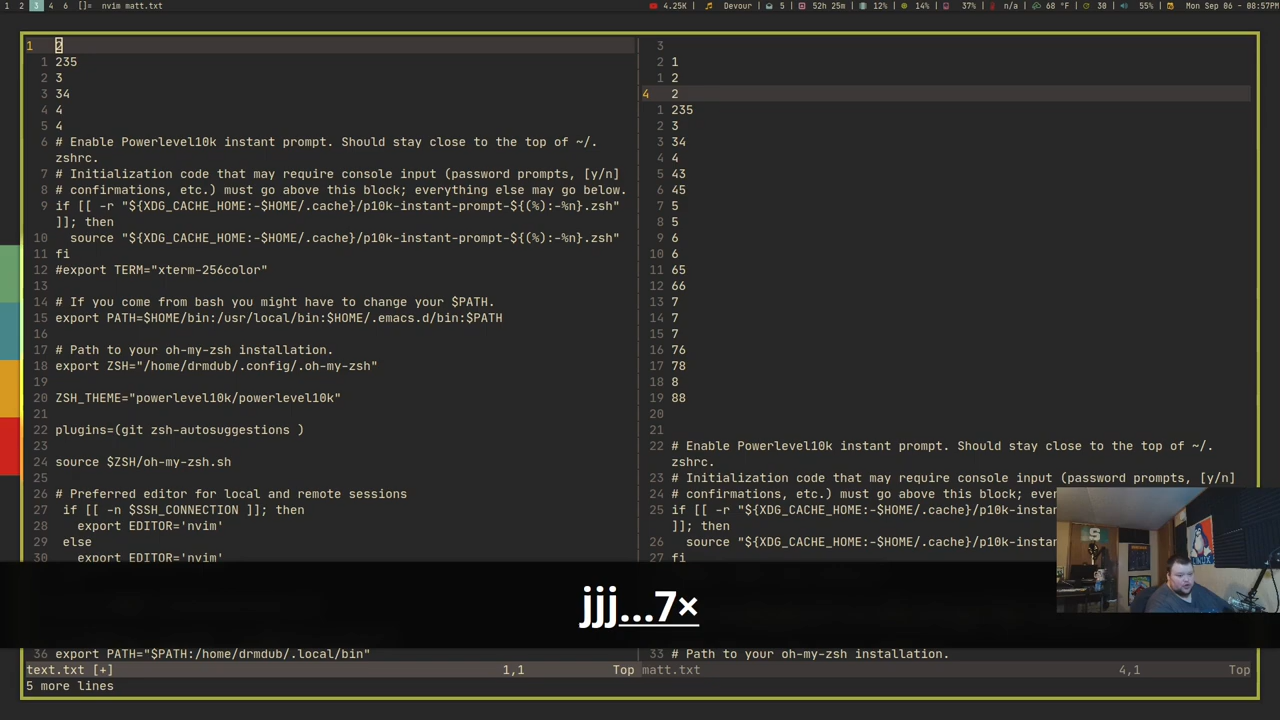 1 2 3 4 6 []= nvim matt.txt 4.25K Devour 5 52h 25m 12% 14% 37% n/a 68 °F 30 55% Mon Sep 06 - 08:57PM
1 2
1 235
2 3
3 34
4 4
5 4
6 # Enable Powerlevel10k instant prompt. Should stay close to the top of ~/.
zshrc.
7 # Initialization code that may require console input (password prompts, [y/n]
8 # confirmations, etc.) must go above this block; everything else may go below.
9 if [[ -r "${XDG_CACHE_HOME:-$HOME/.cache}/p10k-instant-prompt-${(%):-%n}.zsh"
]]; then
10 source "${XDG_CACHE_HOME:-$HOME/.cache}/p10k-instant-prompt-${(%):-%n}.zsh"
11 fi
12 #export TERM="xterm-256color"
13
14 # If you come from bash you might have to change your $PATH.
15 export PATH=$HOME/bin:/usr/local/bin:$HOME/.emacs.d/bin:$PATH
16
17 # Path to your oh-my-zsh installation.
18 export ZSH="/home/drmdub/.config/.oh-my-zsh"
19
20 ZSH_THEME="powerlevel10k/powerlevel10k"
21
22 plugins=(git zsh-autosuggestions )
23
24 source $ZSH/oh-my-zsh.sh
25
26 # Preferred editor for local and remote sessions
27 if [[ -n $SSH_CONNECTION ]]; then
28 export EDITOR='nvim'
29 else
30 export EDITOR='nvim'
36 export PATH="$PATH:/home/drmdub/.local/bin"
text.txt [+] 1,1 Top
5 more lines
3
2 1
1 2
4 2
1 235
2 3
3 34
4 4
5 43
6 45
7 5
8 5
9 6
10 6
11 65
12 66
13 7
14 7
15 7
16 76
17 78
18 8
19 88
20
21
22 # Enable Powerlevel10k instant prompt. Should stay close to the top of ~/.
zshrc.
23 # Initialization code that may require console input (password prompts, [y/n]
24 # confirmations, etc.) must go above this block;
25 if [[ -r "${XDG_CACHE_HOME:-$HOME/.cache}/p10k-instant-
]]; then
26 source "${XDG_CACHE_HOME:-$HOME/.cache}/p10k-instant-
27 fi
33 # Path to your oh-my-zsh installation.
matt.txt 4,1 Top
jjj...7×